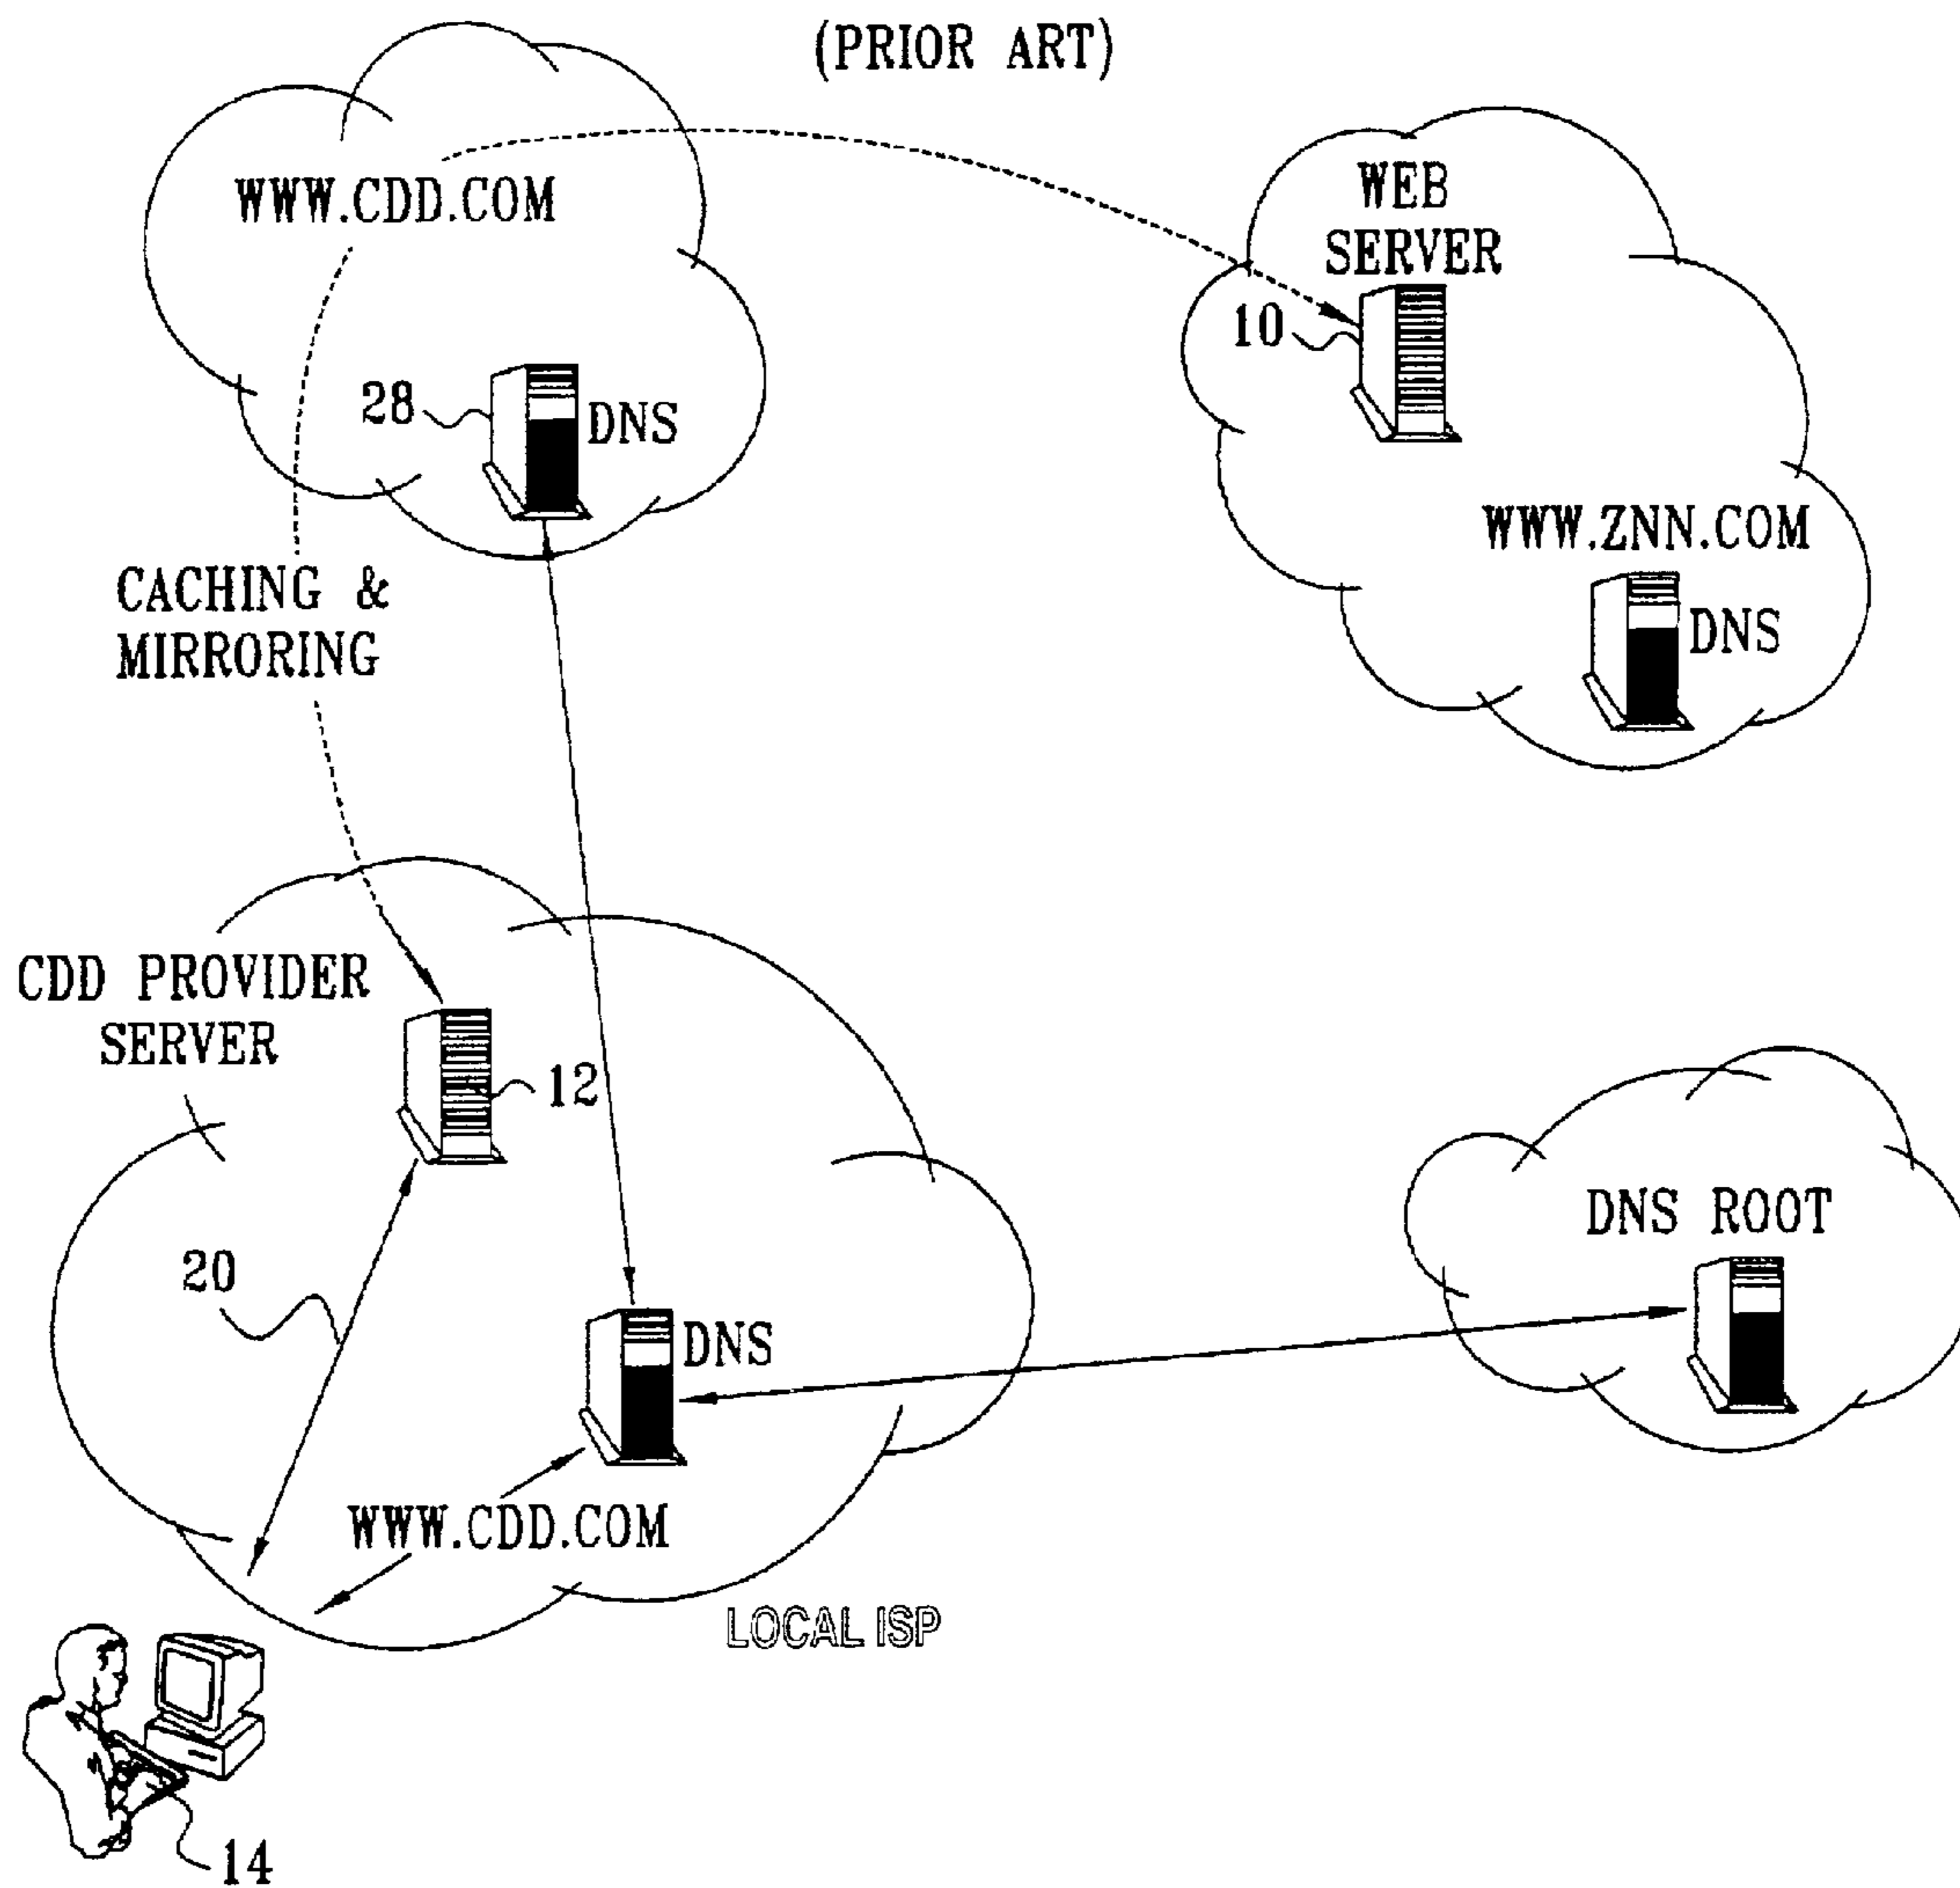 (PRIOR ART)
WWW.CDD.COM
WEB
SERVER
10
28
DNS
WWW.ZNN.COM
DNS
CACHING &
MIRRORING
CDD PROVIDER
SERVER
12
DNS ROOT
20
DNS
WWW.CDD.COM
LOCAL ISP
14